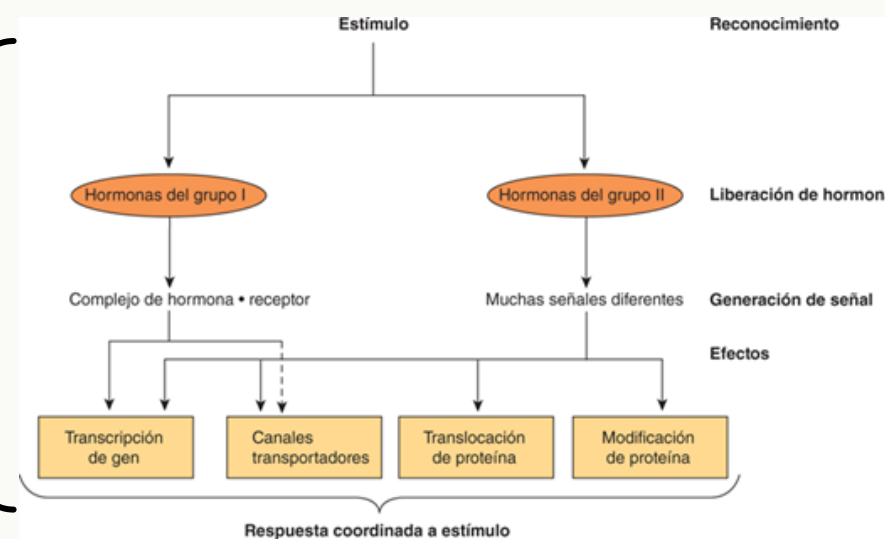 Estímulo
Reconocimiento
Hormonas del grupo I
Hormonas del grupo II
Liberación de hormon
Complejo de hormona • receptor
Muchas señales diferentes
Generación de señal
Efectos
Transcripción
de gen
Canales
transportadores
Translocación
de proteína
Modificación
de proteína
Respuesta coordinada a estímulo